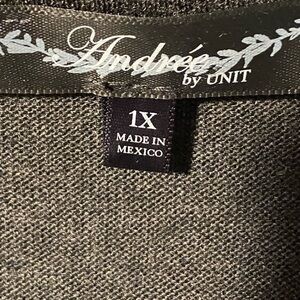 Andrée
by UNIT
1X
MADE IN
MEXICO